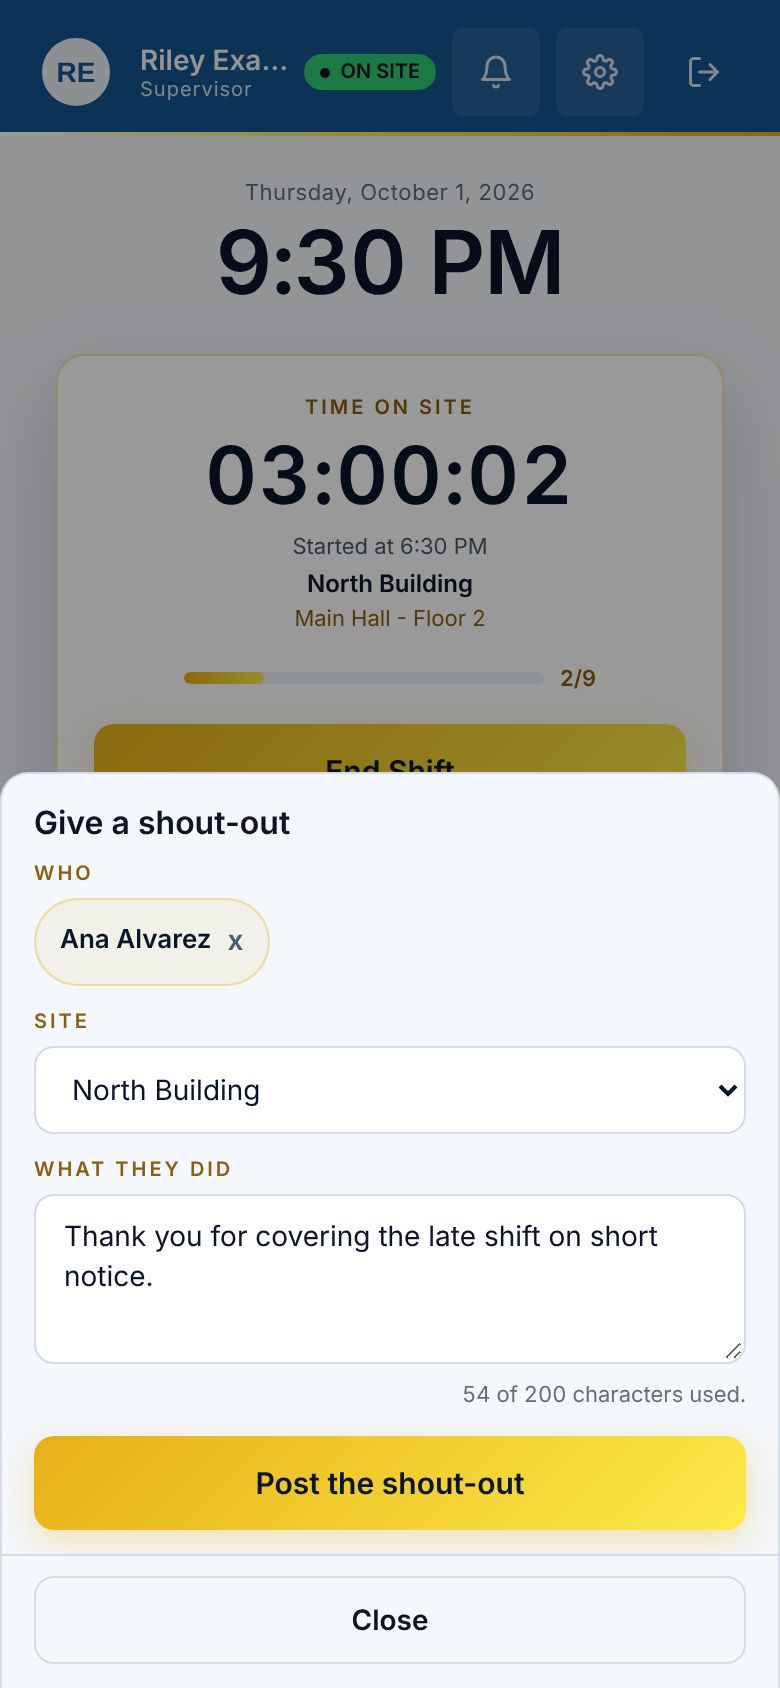 RE
Riley Exa...
Supervisor
ON SITE
Thursday, October 1, 2026
9:30 PM
TIME ON SITE
03:00:02
Started at 6:30 PM
North Building
Main Hall - Floor 2
2/9
End Shift
Give a shout-out
WHO
Ana Alvarez x
SITE
North Building
WHAT THEY DID
Thank you for covering the late shift on short
notice.
54 of 200 characters used.
Post the shout-out
Close